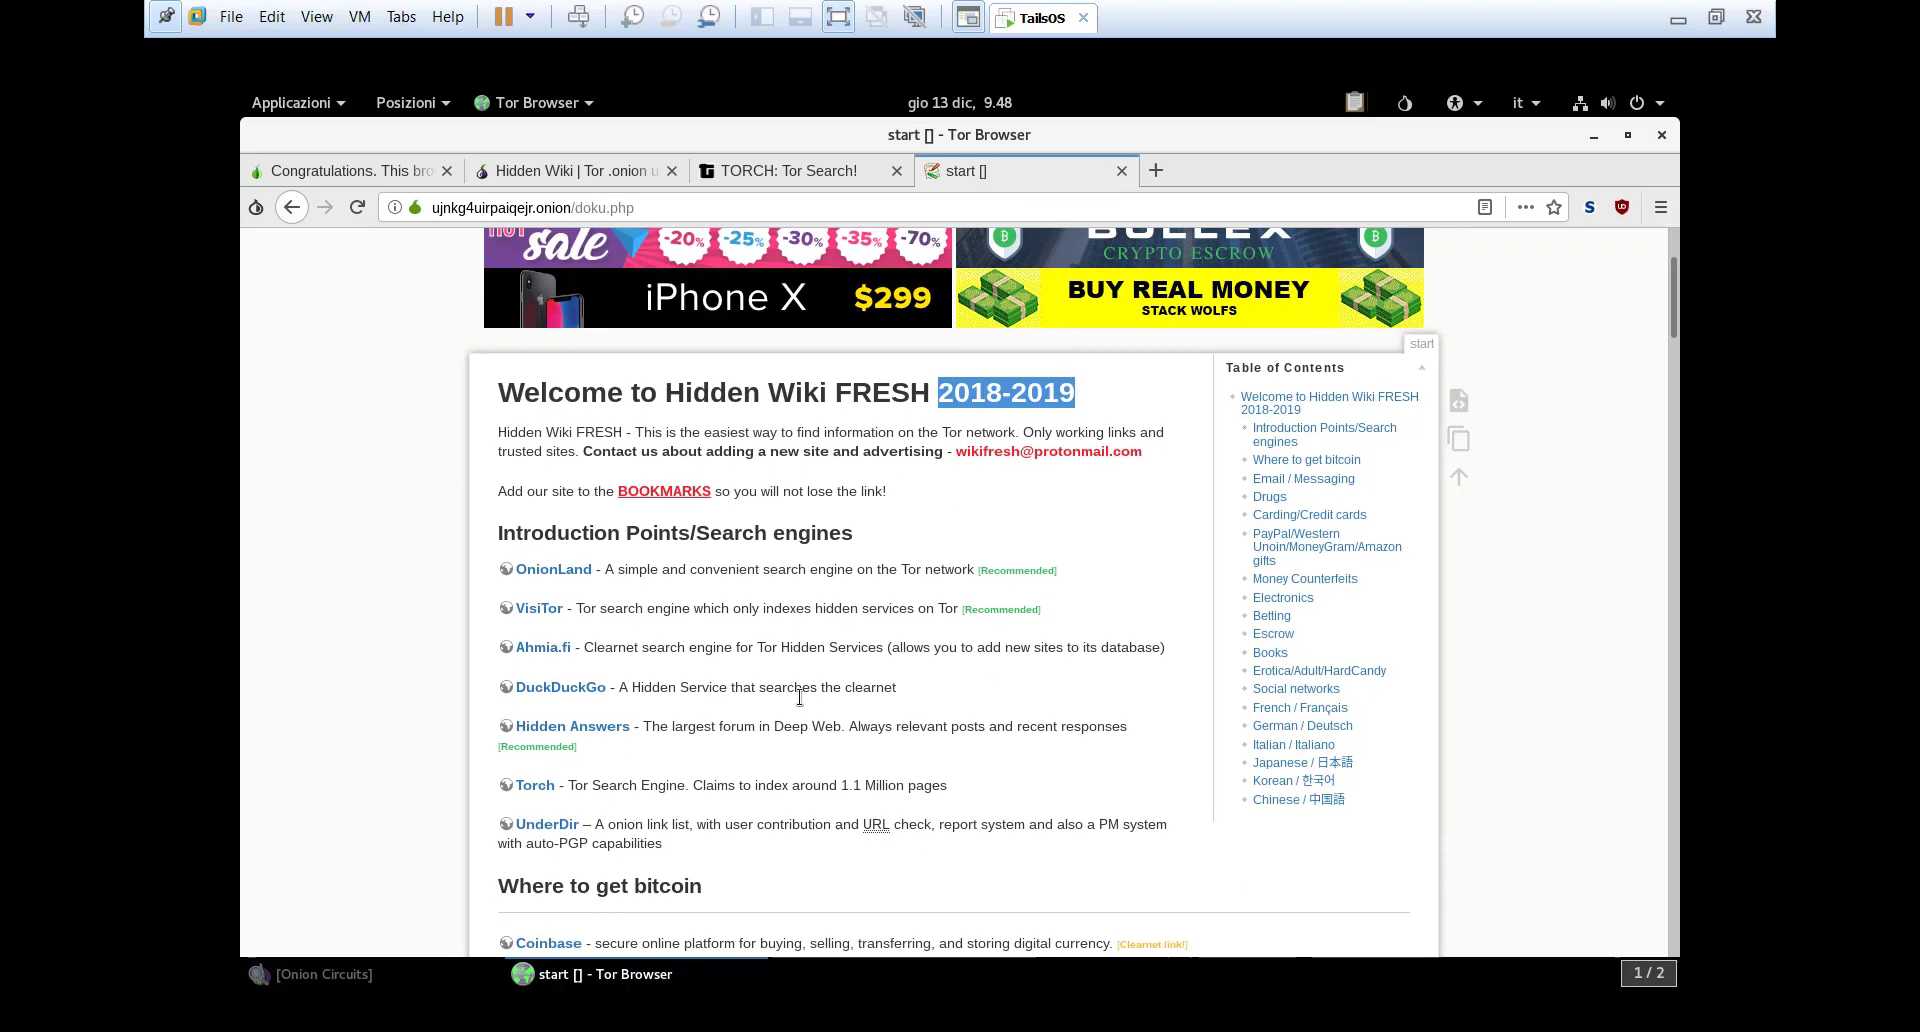 File Edit View VM Tabs Help TailsOS
Applicazioni Posizioni Tor Browser gio 13 dic, 9.48 it
start [] - Tor Browser
Congratulations. This bro Hidden Wiki | Tor .onion u TORCH: Tor Search! start []
ujnkg4uirpaiqejr.onion/doku.php
HOT sale -20% -25% -30% -35% -70%
BULLEX
CRYPTO ESCROW
iPhone X $299
BUY REAL MONEY
STACK WOLFS
start
Welcome to Hidden Wiki FRESH 2018-2019
Hidden Wiki FRESH - This is the easiest way to find information on the Tor network. Only working links and
trusted sites. Contact us about adding a new site and advertising - wikifresh@protonmail.com
Add our site to the BOOKMARKS so you will not lose the link!
Introduction Points/Search engines
OnionLand - A simple and convenient search engine on the Tor network [Recommended]
VisiTor - Tor search engine which only indexes hidden services on Tor [Recommended]
Ahmia.fi - Clearnet search engine for Tor Hidden Services (allows you to add new sites to its database)
DuckDuckGo - A Hidden Service that searches the clearnet
Hidden Answers - The largest forum in Deep Web. Always relevant posts and recent responses
[Recommended]
Torch - Tor Search Engine. Claims to index around 1.1 Million pages
UnderDir – A onion link list, with user contribution and URL check, report system and also a PM system
with auto-PGP capabilities
Where to get bitcoin
Coinbase - secure online platform for buying, selling, transferring, and storing digital currency. [Clearnet link!]
Table of Contents
Welcome to Hidden Wiki FRESH
2018-2019
Introduction Points/Search
engines
Where to get bitcoin
Email / Messaging
Drugs
Carding/Credit cards
PayPal/Western
Unoin/MoneyGram/Amazon
gifts
Money Counterfeits
Electronics
Betting
Escrow
Books
Erotica/Adult/HardCandy
Social networks
French / Français
German / Deutsch
Italian / Italiano
Japanese / 日本語
Korean / 한국어
Chinese / 中国語
[Onion Circuits] start [] - Tor Browser 1 / 2